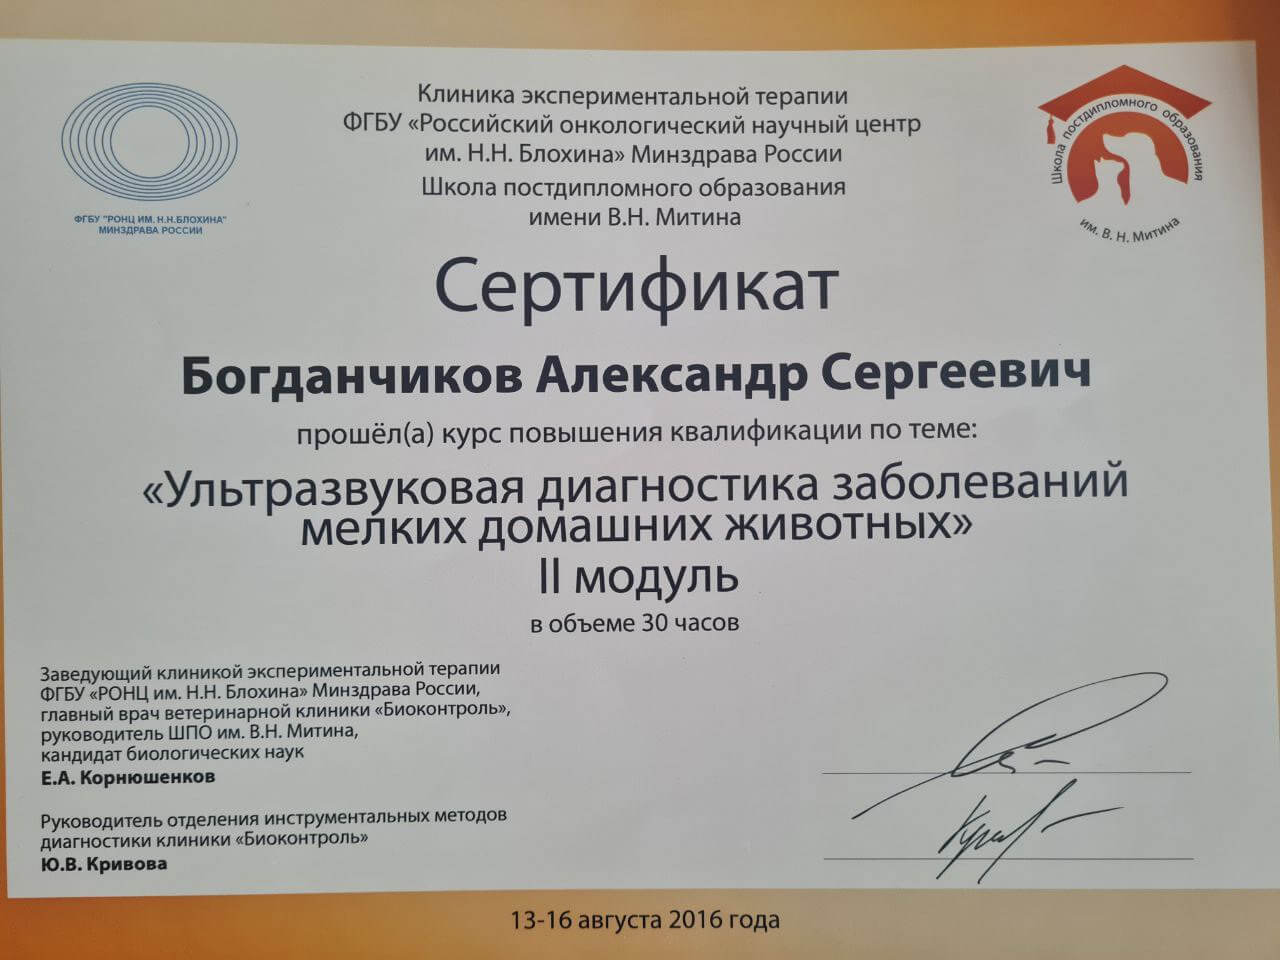 Клиника экспериментальной терапии
ФГБУ «Российский онкологический научный центр
им. Н.Н. Блохина» Минздрава России
Школа постдипломного образования
имени В.Н. Митина
ФГБУ "РОНЦ ИМ. Н.Н.БЛОХИНА"
МИНЗДРАВА РОССИИ
Школа постдипломного образования
им. В. Н. Митина
Сертификат
Богданчиков Александр Сергеевич
прошёл(а) курс повышения квалификации по теме:
«Ультразвуковая диагностика заболеваний
мелких домашних животных»
II модуль
в объеме 30 часов
Заведующий клиникой экспериментальной терапии
ФГБУ «РОНЦ им. Н.Н. Блохина» Минздрава России,
главный врач ветеринарной клиники «Биоконтроль»,
руководитель ШПО им. В.Н. Митина,
кандидат биологических наук
Е.А. Корнюшенков
Руководитель отделения инструментальных методов
диагностики клиники «Биоконтроль»
Ю.В. Кривова
13-16 августа 2016 года